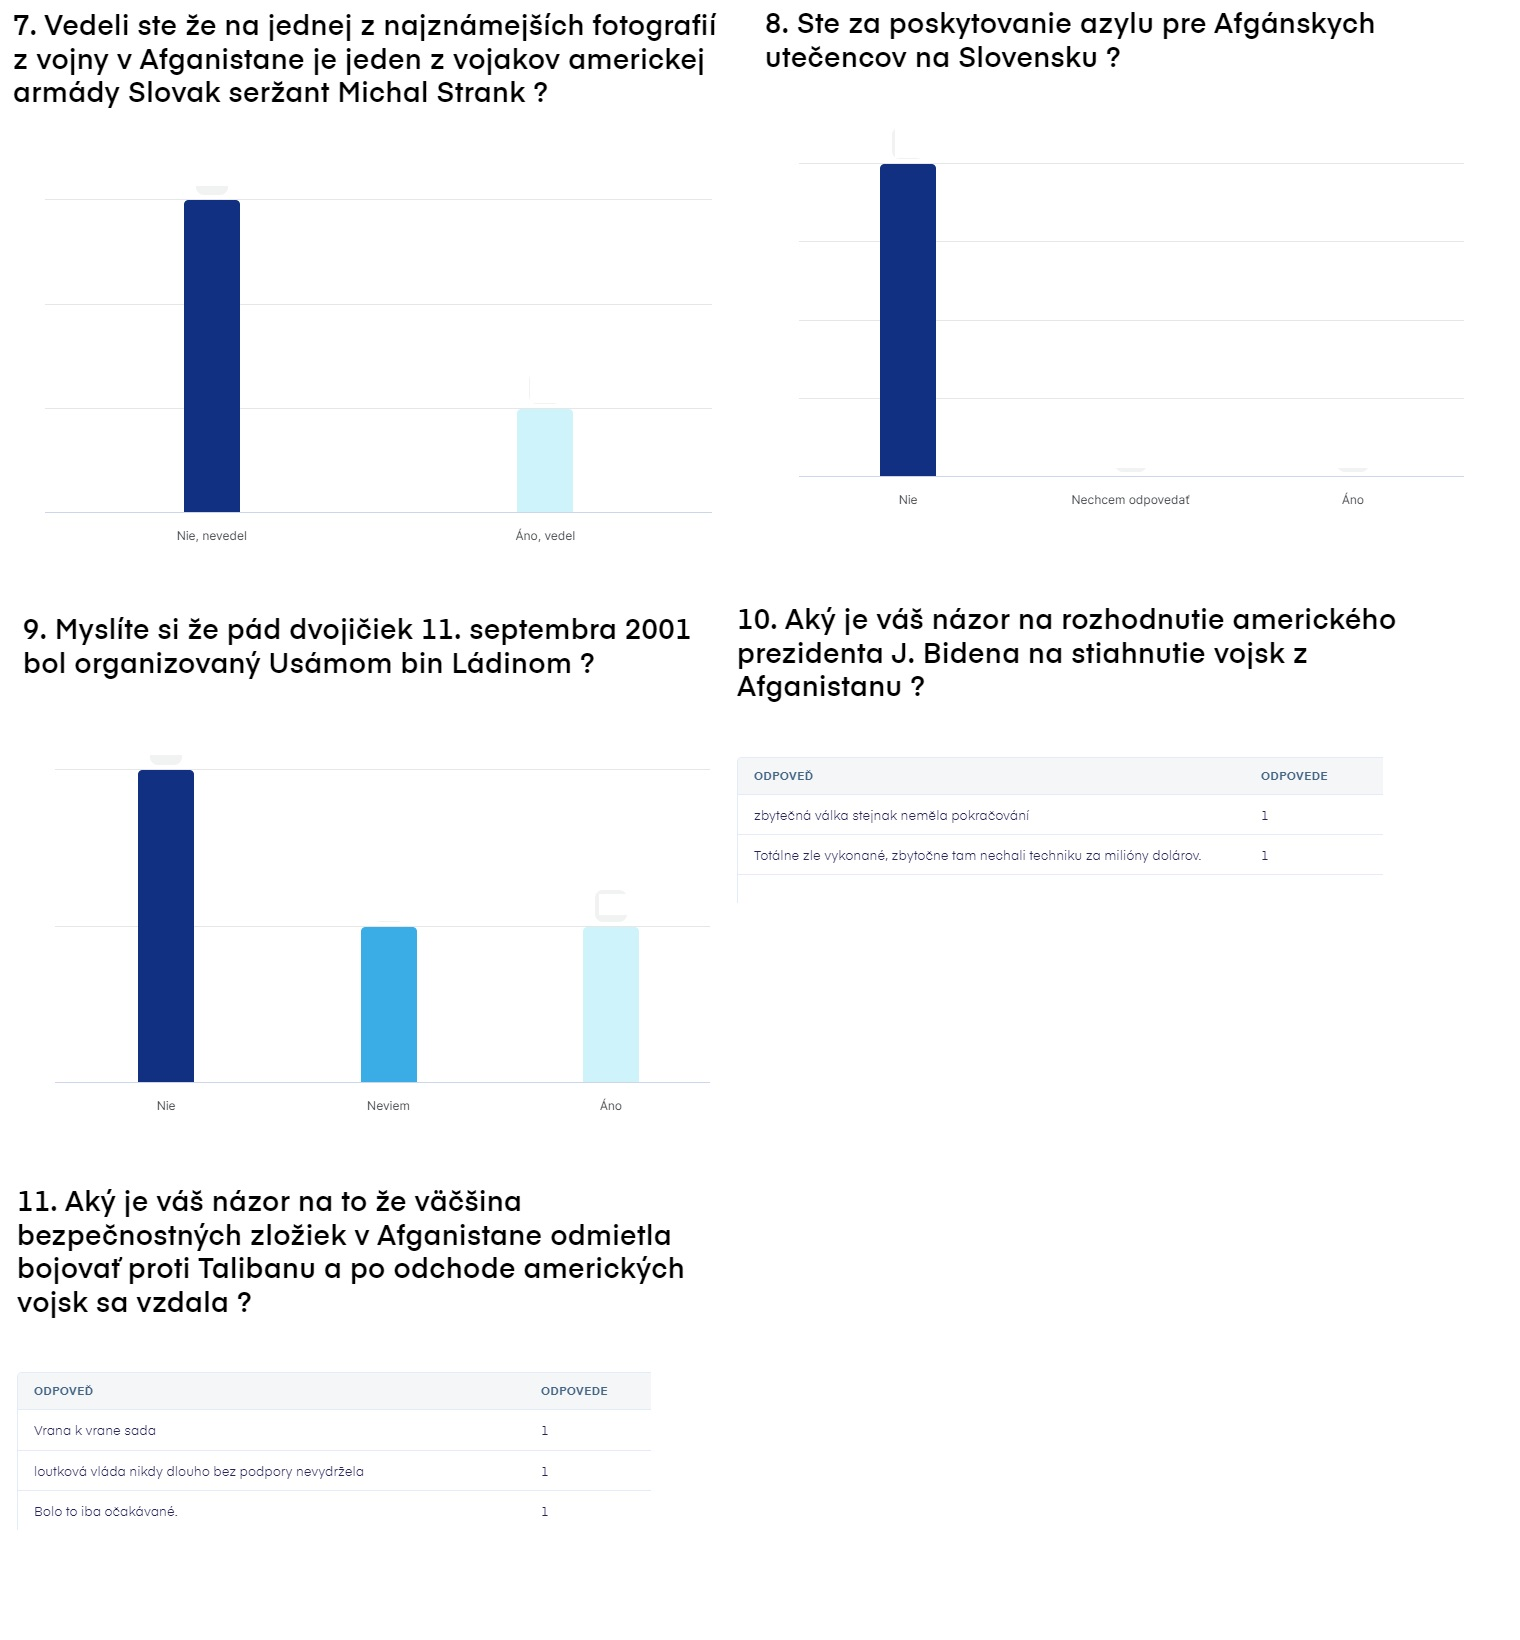 7. Vedeli ste že na jednej z najznámejších fotografií
z vojny v Afganistane je jeden z vojakov americkej
armády Slovak seržant Michal Strank ?
Nie, nevedel
Áno, vedel
8. Ste za poskytovanie azylu pre Afgánskych
utečencov na Slovensku ?
Nie
Nechcem odpovedať
Áno
9. Myslíte si že pád dvojičiek 11. septembra 2001
bol organizovaný Usámom bin Ládinom ?
Nie
Neviem
Áno
10. Aký je váš názor na rozhodnutie amerického
prezidenta J. Bidena na stiahnutie vojsk z
Afganistanu ?
ODPOVEĎ ODPOVEDE
zbytečná válka stejnak neměla pokračování 1
Totálne zle vykonané, zbytočne tam nechali techniku za milióny dolárov. 1
11. Aký je váš názor na to že väčšina
bezpečnostných zložiek v Afganistane odmietla
bojovať proti Talibanu a po odchode amerických
vojsk sa vzdala ?
ODPOVEĎ ODPOVEDE
Vrana k vrane sada 1
loutková vláda nikdy dlouho bez podpory nevydržela 1
Bolo to iba očakávané. 1